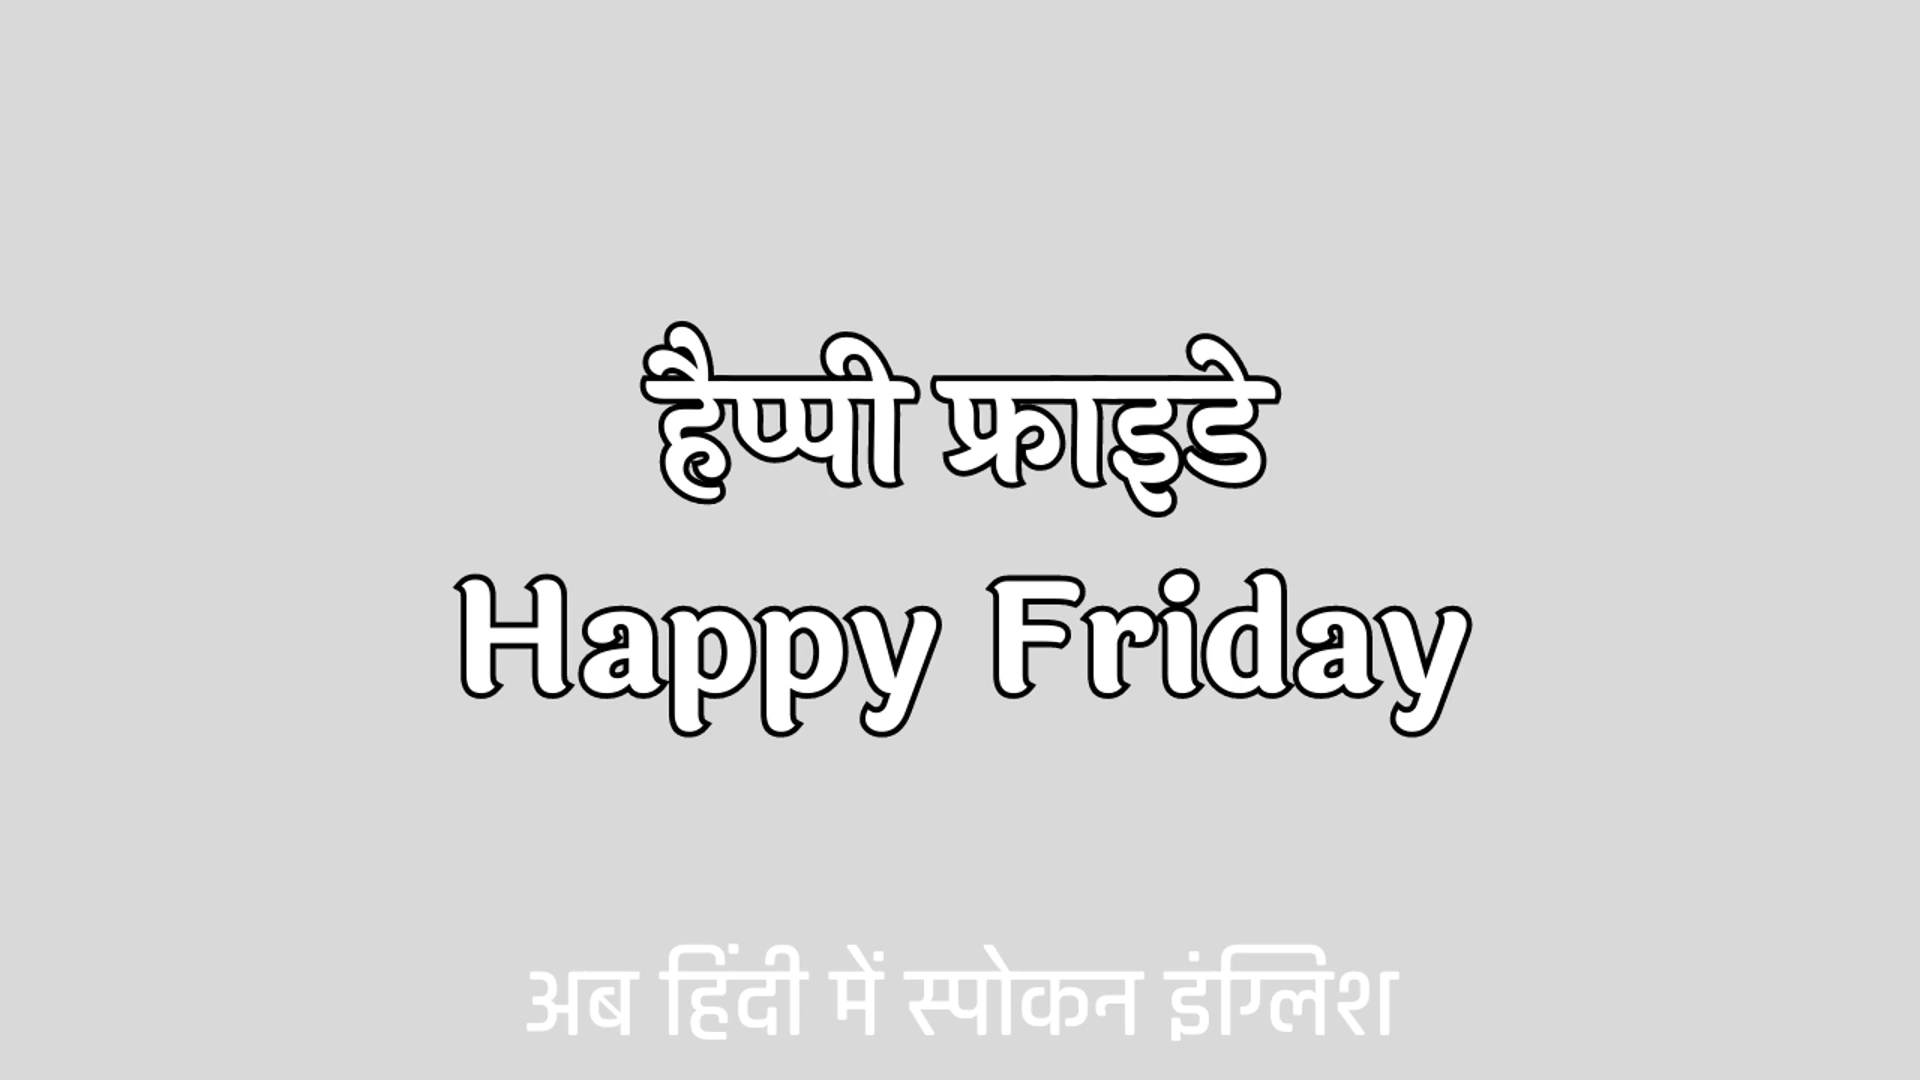 हैप्पी फ्राइडे
Happy Friday
अब हिंदी में स्पोकन इंग्लिश